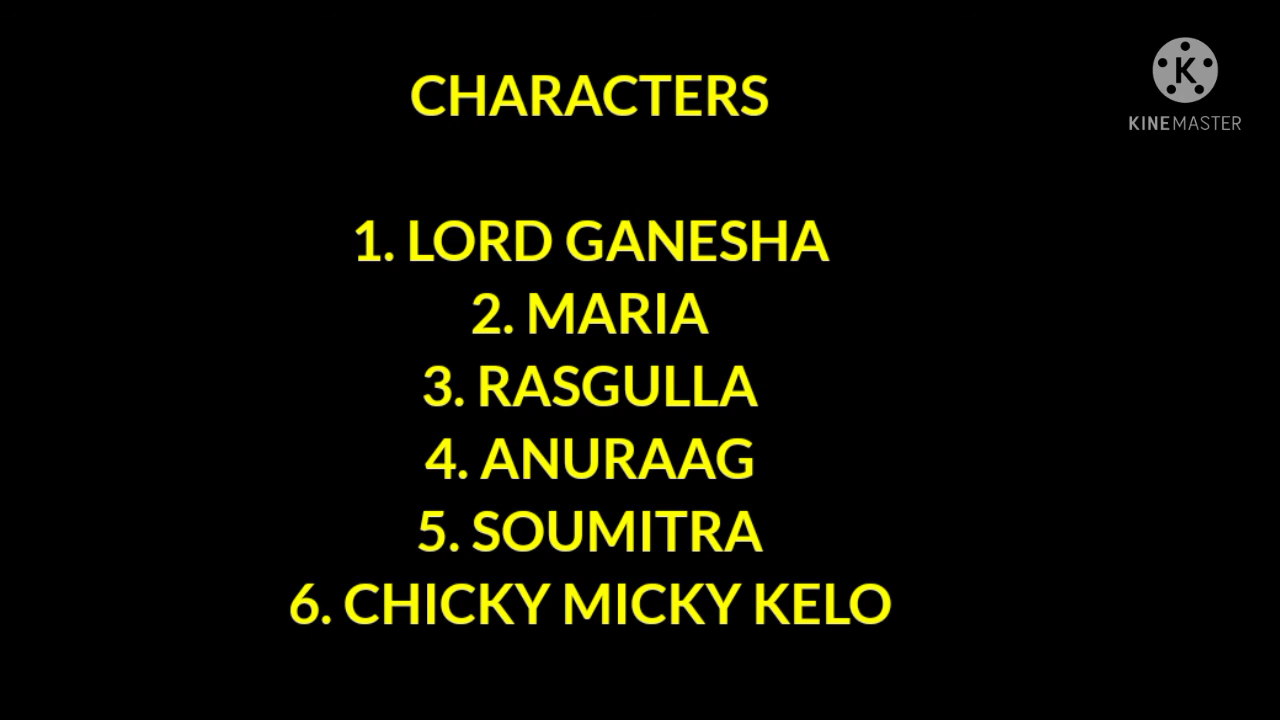 CHARACTERS
K
KINEMASTER
1. LORD GANESHA
2. MARIA
3. RASGULLA
4. ANURAAG
5. SOUMITRA
6. CHICKY MICKY KELO